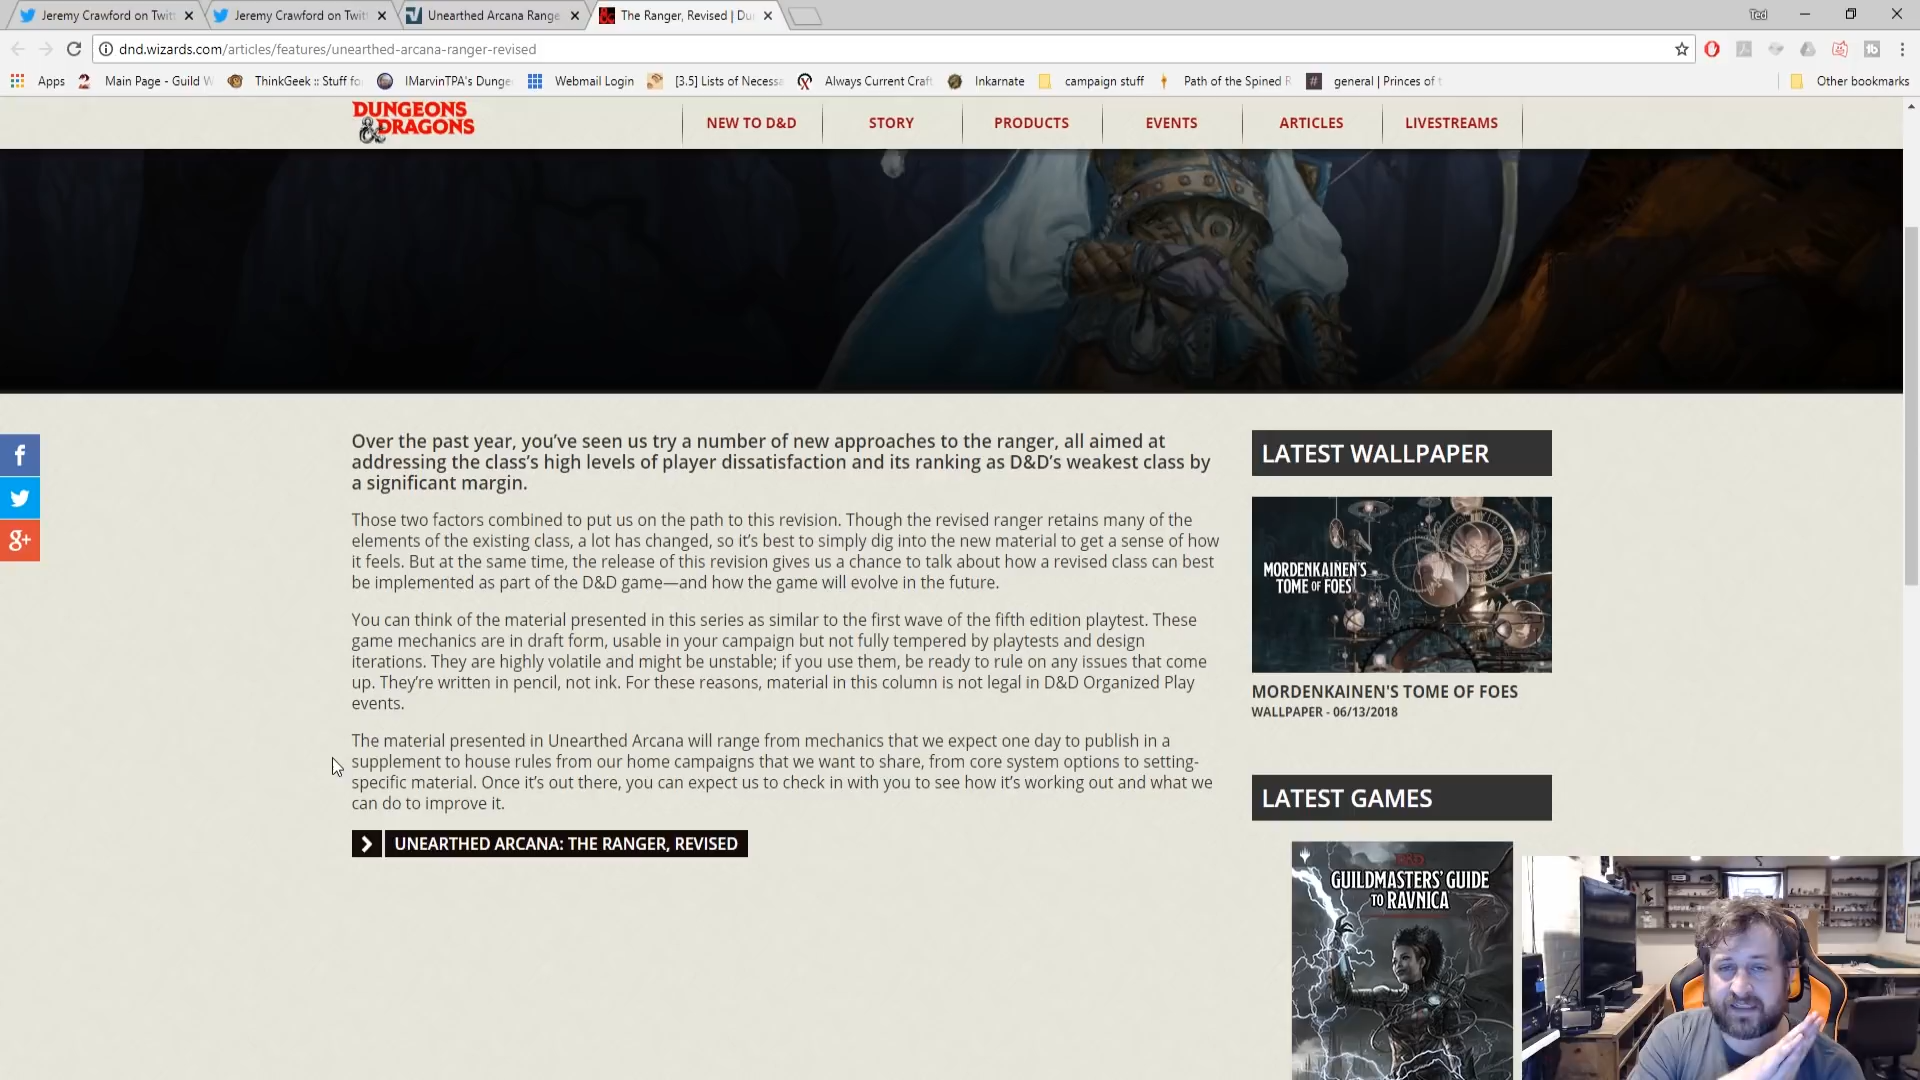 Jeremy Crawford on Twitt
Jeremy Crawford on Twitt
Unearthed Arcana Range
The Ranger, Revised | Du
Ted
dnd.wizards.com/articles/features/unearthed-arcana-ranger-revised
Apps
Main Page - Guild W
ThinkGeek :: Stuff fo
IMarvinTPA's Dunge
Webmail Login
[3.5] Lists of Necessa
Always Current Craft
Inkarnate
campaign stuff
Path of the Spined R
general | Princes of t
Other bookmarks
DUNGEONS & DRAGONS
NEW TO D&D
STORY
PRODUCTS
EVENTS
ARTICLES
LIVESTREAMS
Over the past year, you've seen us try a number of new approaches to the ranger, all aimed at
addressing the class's high levels of player dissatisfaction and its ranking as D&D's weakest class by
a significant margin.
Those two factors combined to put us on the path to this revision. Though the revised ranger retains many of the
elements of the existing class, a lot has changed, so it's best to simply dig into the new material to get a sense of how
it feels. But at the same time, the release of this revision gives us a chance to talk about how a revised class can best
be implemented as part of the D&D game—and how the game will evolve in the future.
You can think of the material presented in this series as similar to the first wave of the fifth edition playtest. These
game mechanics are in draft form, usable in your campaign but not fully tempered by playtests and design
iterations. They are highly volatile and might be unstable; if you use them, be ready to rule on any issues that come
up. They're written in pencil, not ink. For these reasons, material in this column is not legal in D&D Organized Play
events.
The material presented in Unearthed Arcana will range from mechanics that we expect one day to publish in a
supplement to house rules from our home campaigns that we want to share, from core system options to setting-
specific material. Once it's out there, you can expect us to check in with you to see how it's working out and what we
can do to improve it.
UNEARTHED ARCANA: THE RANGER, REVISED
LATEST WALLPAPER
MORDENKAINEN'S
TOME OF FOES
MORDENKAINEN'S TOME OF FOES
WALLPAPER - 06/13/2018
LATEST GAMES
D&D
GUILDMASTERS' GUIDE
TO RAVNICA